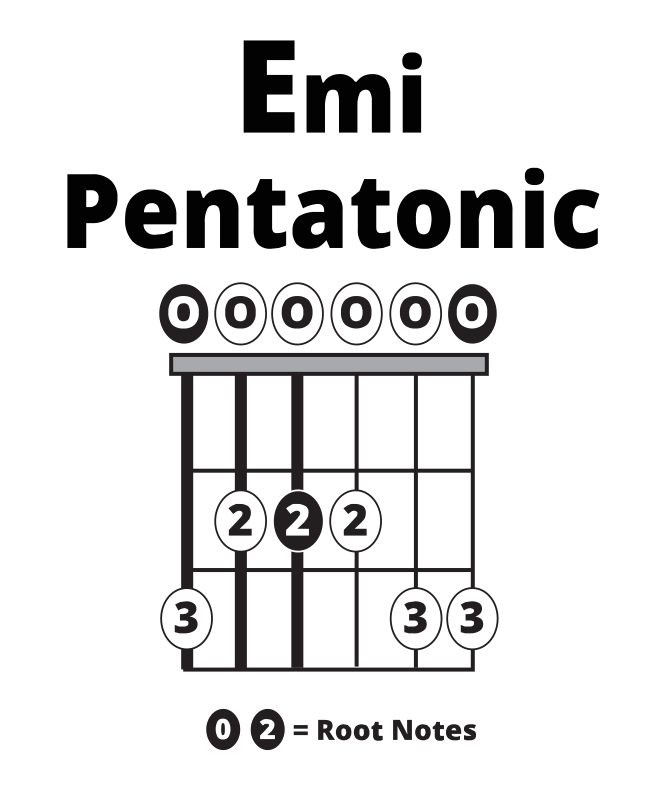 Emi
Pentatonic
0 0 0 0 0 0
2 2 2
3 3 3
0 2 = Root Notes